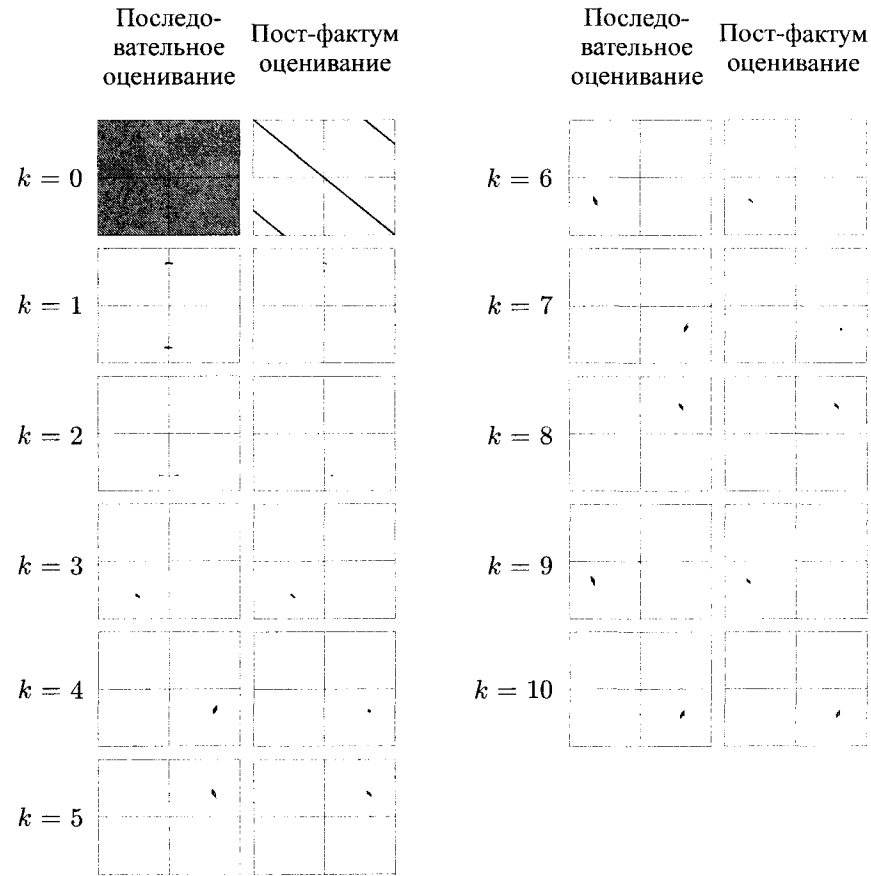 Последо-
вательное
оценивание
Пост-фактум
оценивание
Последо-
вательное
оценивание
Пост-фактум
оценивание
k = 0
k = 1
k = 2
k = 3
k = 4
k = 5
k = 6
k = 7
k = 8
k = 9
k = 10